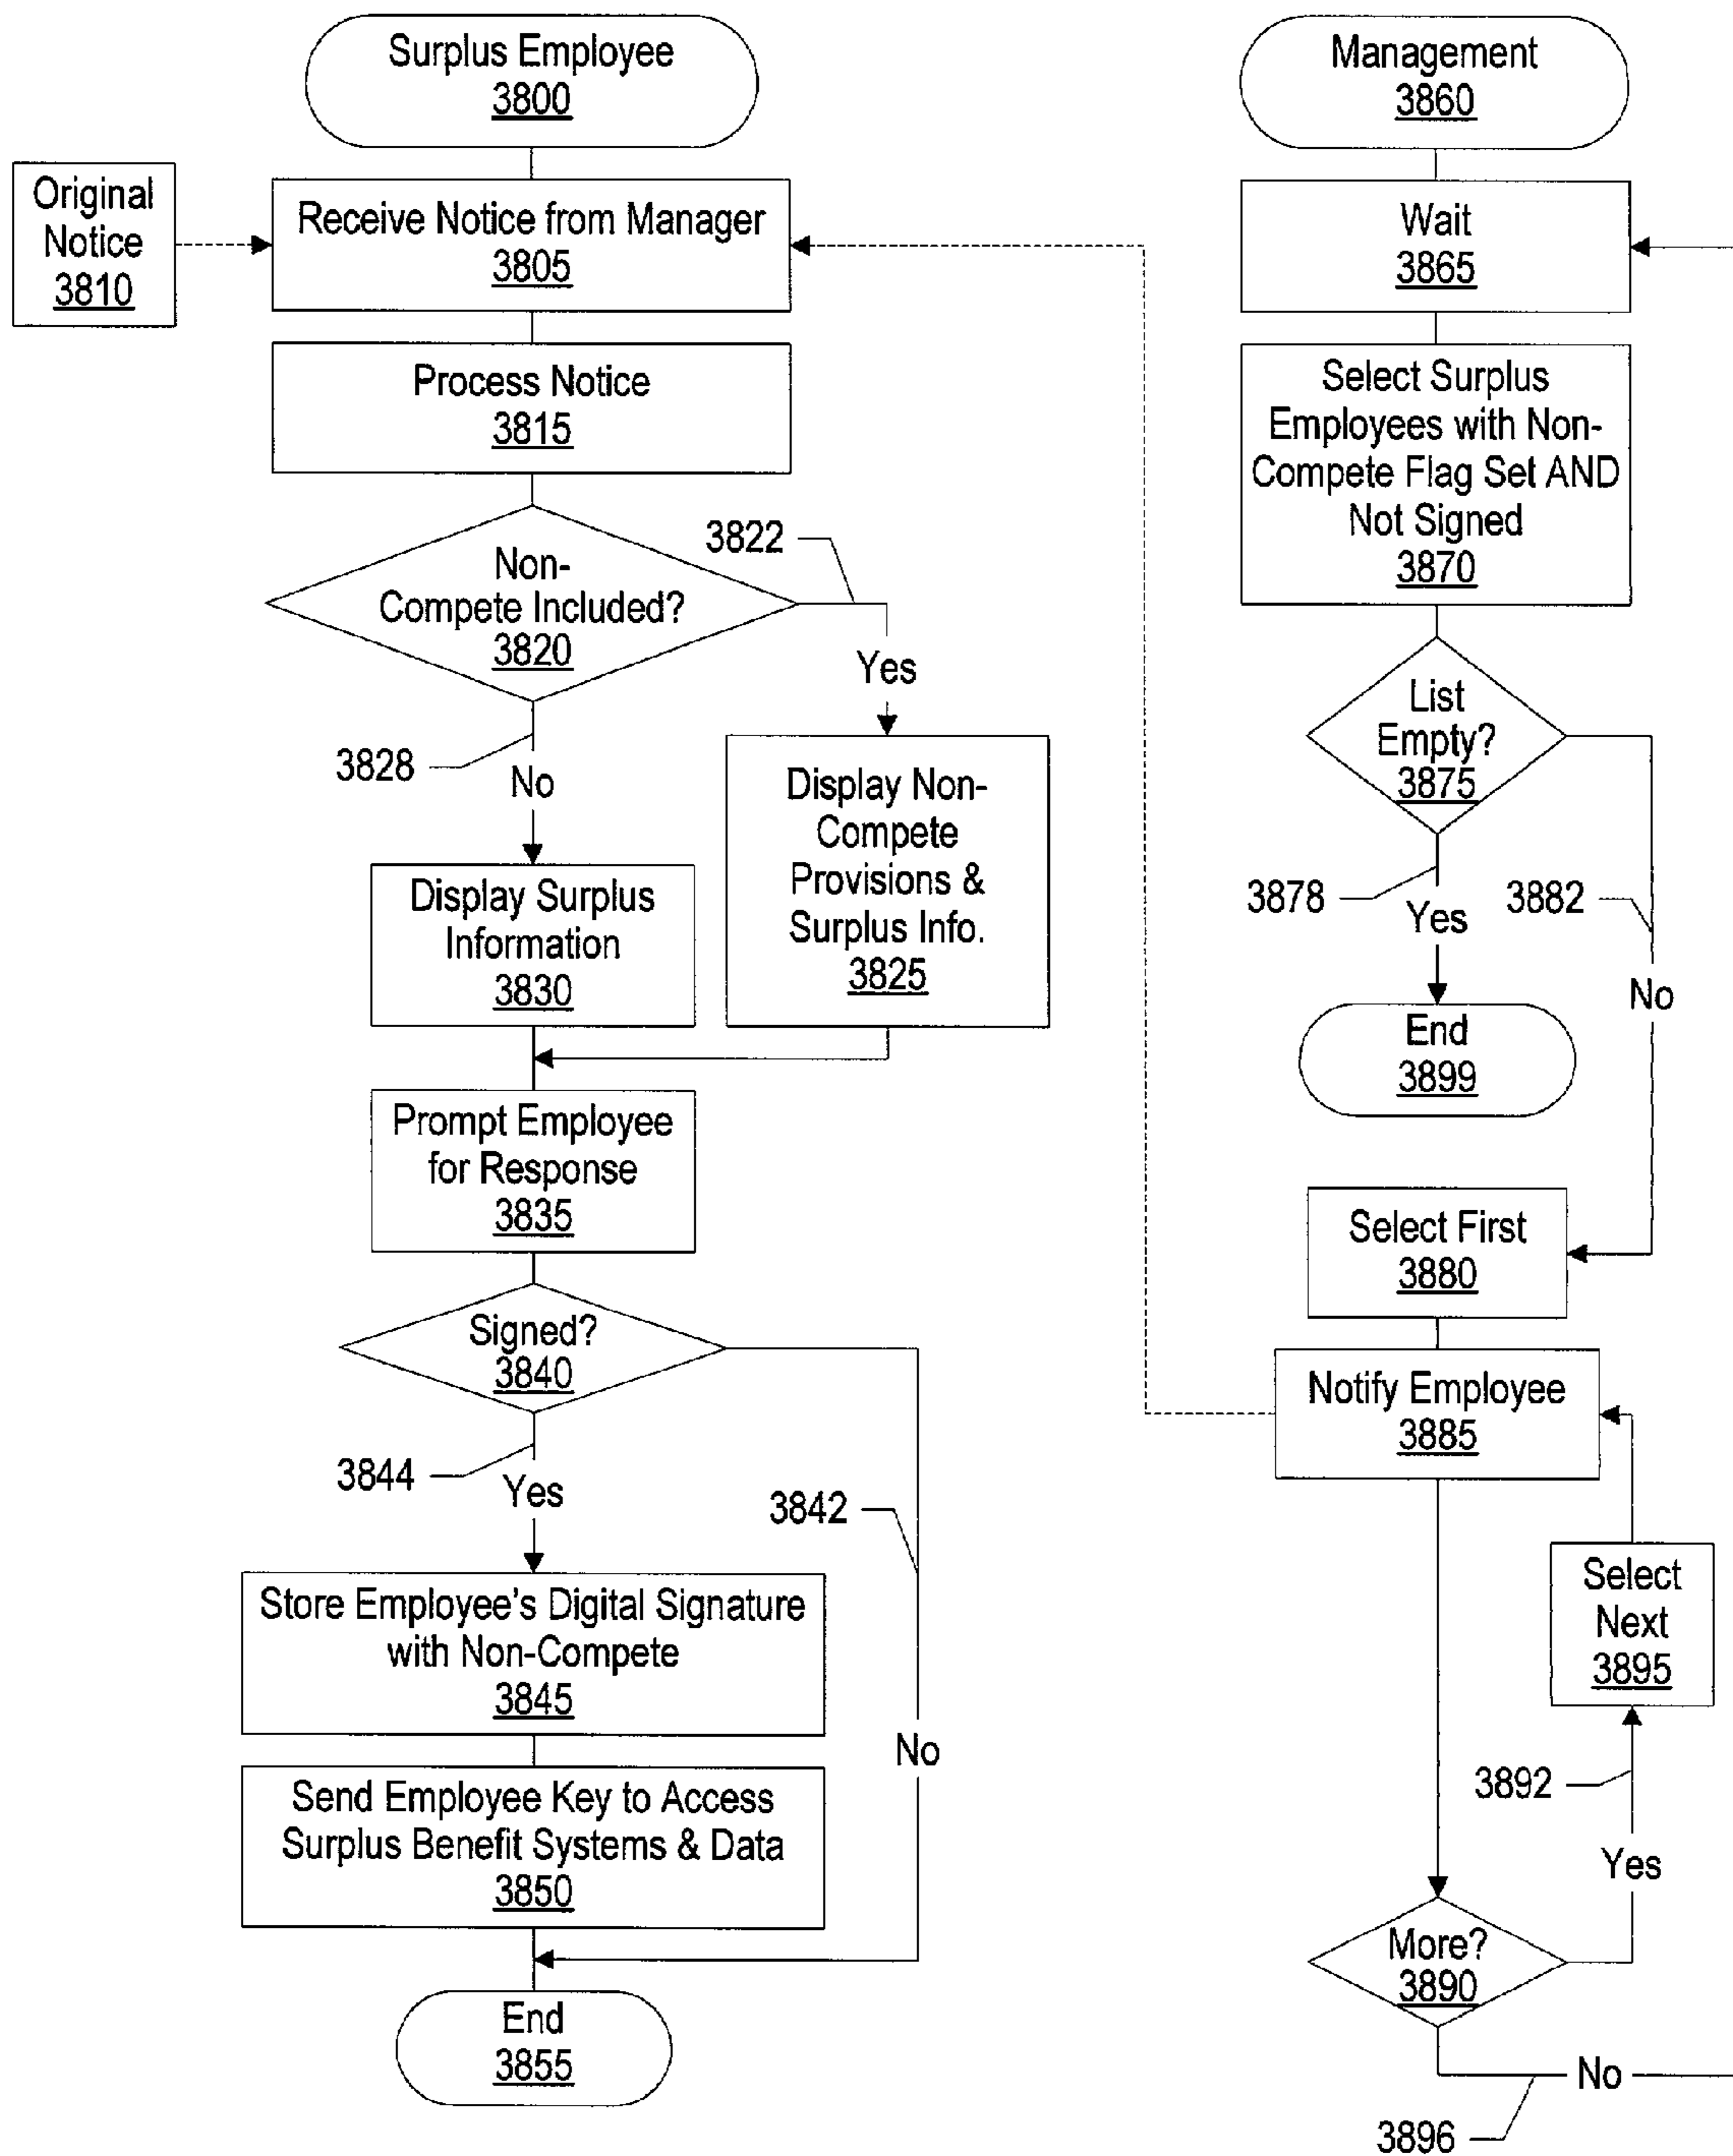 Surplus Employee
3800
Original
Notice
3810
Receive Notice from Manager
3805
Process Notice
3815
Non-
Compete Included?
3820
3822
Yes
3828
No
Display Surplus
Information
3830
Display Non-
Compete
Provisions &
Surplus Info.
3825
Prompt Employee
for Response
3835
Signed?
3840
3844
Yes
3842
No
Store Employee's Digital Signature
with Non-Compete
3845
Send Employee Key to Access
Surplus Benefit Systems & Data
3850
End
3855
Management
3860
Wait
3865
Select Surplus
Employees with Non-
Compete Flag Set AND
Not Signed
3870
List
Empty?
3875
3878
Yes
3882
No
End
3899
Select First
3880
Notify Employee
3885
Select
Next
3895
3892
Yes
More?
3890
No
3896